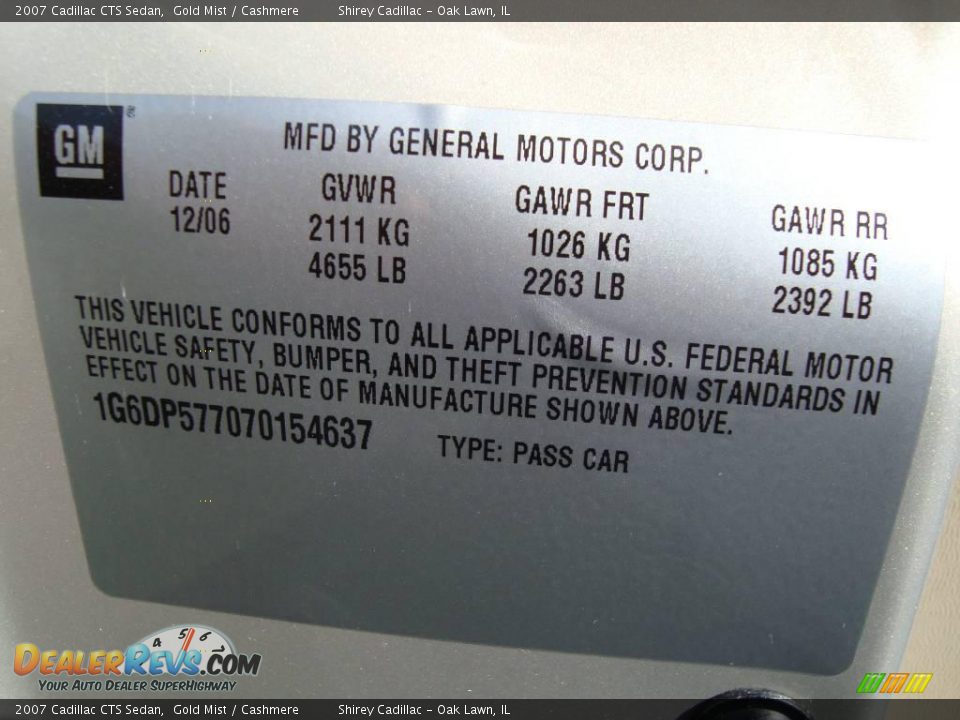 2007 Cadillac CTS Sedan, Gold Mist / Cashmere Shirey Cadillac - Oak Lawn, IL
GM ®
MFD BY GENERAL MOTORS CORP.
DATE GVWR GAWR FRT GAWR RR
12/06 2111 KG 1026 KG 1085 KG
4655 LB 2263 LB 2392 LB
THIS VEHICLE CONFORMS TO ALL APPLICABLE U.S. FEDERAL MOTOR
VEHICLE SAFETY, BUMPER, AND THEFT PREVENTION STANDARDS IN
EFFECT ON THE DATE OF MANUFACTURE SHOWN ABOVE.
1G6DP577070154637 TYPE: PASS CAR
4 5 6 7
DEALERREVS.COM
YOUR AUTO DEALER SUPERHIGHWAY
2007 Cadillac CTS Sedan, Gold Mist / Cashmere Shirey Cadillac - Oak Lawn, IL